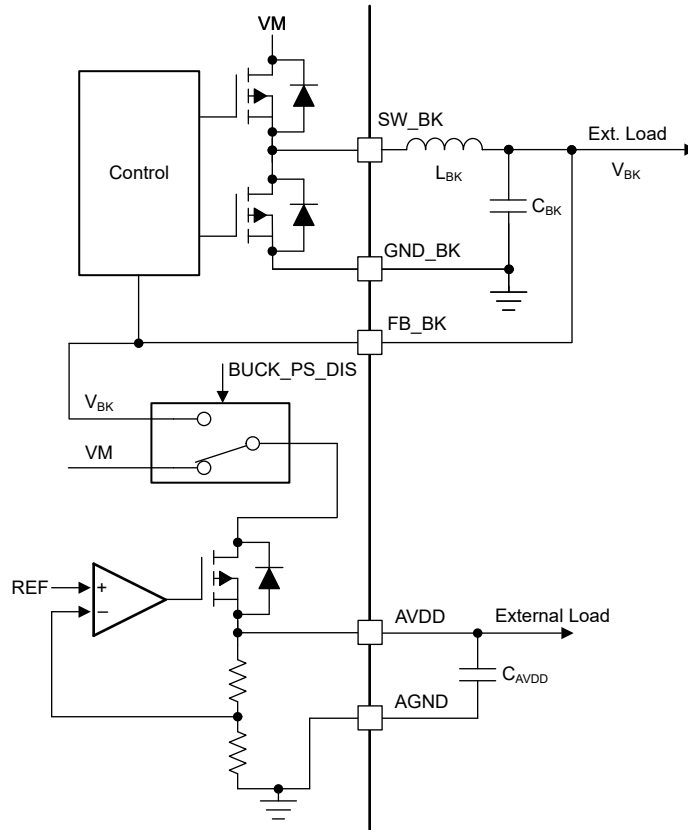 VM
SW_BK
Ext. Load
Control
L_BK
V_BK
C_BK
GND_BK
FB_BK
BUCK_PS_DIS
V_BK
VM
REF
+
–
AVDD
External Load
C_AVDD
AGND